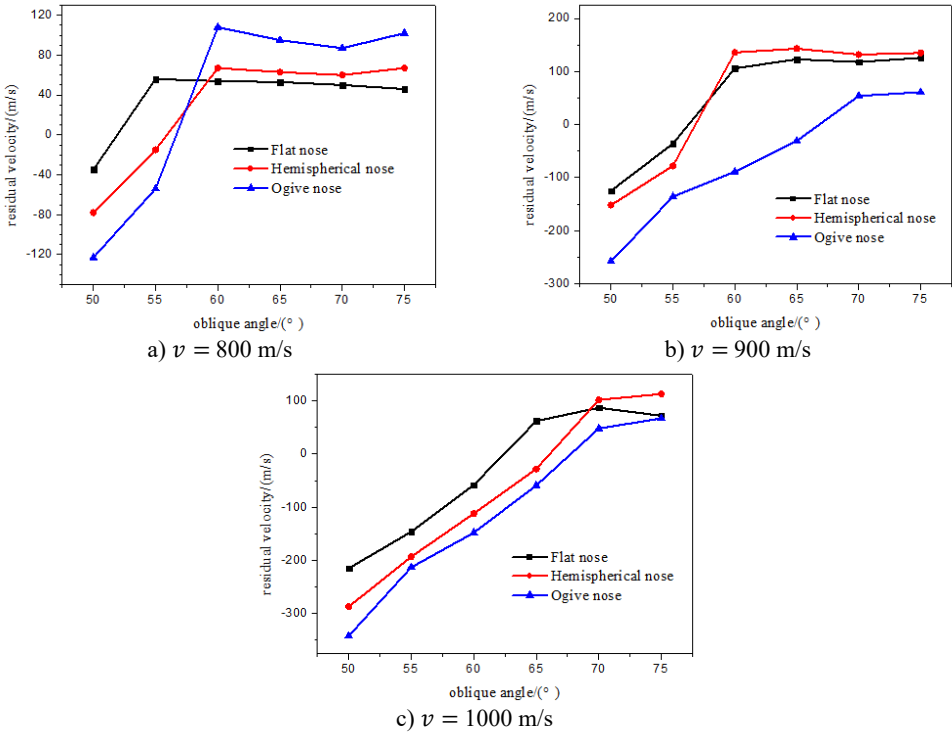 120
80
40
0
-40
-80
-120
residual velocity/(m/s)
Flat nose
Hemispherical nose
Ogive nose
50 55 60 65 70 75
oblique angle/(° )
a) 𝑣 = 800 m/s
200
100
0
-100
-200
-300
residual velocity/(m/s)
Flat nose
Hemispherical nose
Ogive nose
50 55 60 65 70 75
oblique angle/(° )
b) 𝑣 = 900 m/s
100
0
-100
-200
-300
residual velocity/(m/s)
Flat nose
Hemispherical nose
Ogive nose
50 55 60 65 70 75
oblique angle/(° )
c) 𝑣 = 1000 m/s